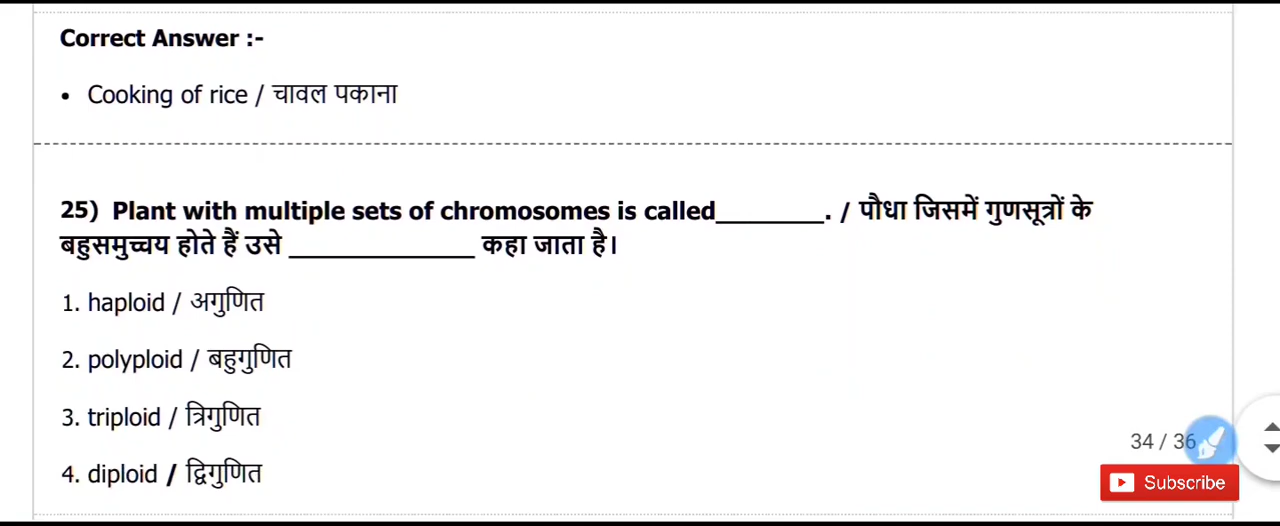 Correct Answer :-
• Cooking of rice / चावल पकाना
25) Plant with multiple sets of chromosomes is called________. / पौधा जिसमें गुणसूत्रों के
बहुसमुच्चय होते हैं उसे ______________ कहा जाता है।
1. haploid / अगुणित
2. polyploid / बहुगुणित
3. triploid / त्रिगुणित
4. diploid / द्विगुणित
34 / 36
Subscribe